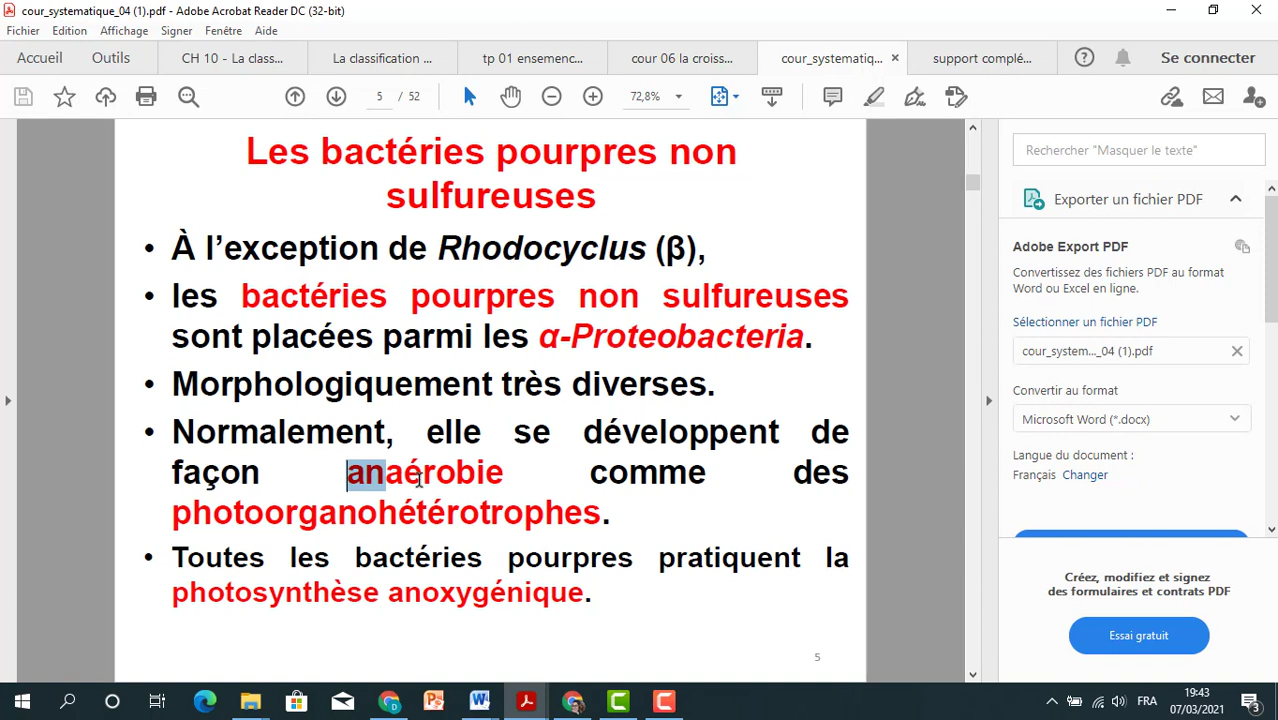 cour_systematique_04 (1).pdf - Adobe Acrobat Reader DC (32-bit)
Fichier Edition Affichage Signer Fenêtre Aide
Accueil Outils CH 10 - La class... La classification ... tp 01 ensemenc... cour 06 la croiss... cour_systématiq... support complé... Se connecter
5 / 52 72,8%
Les bactéries pourpres non
sulfureuses
• À l’exception de Rhodocyclus (β),
• les bactéries pourpres non sulfureuses
sont placées parmi les α-Proteobacteria.
• Morphologiquement très diverses.
• Normalement, elle se développent de
façon anaérobie comme des
photoorganohétérotrophes.
• Toutes les bactéries pourpres pratiquent la
photosynthèse anoxygénique.
5
Rechercher "Masquer le texte"
Exporter un fichier PDF
Adobe Export PDF
Convertissez des fichiers PDF au format
Word ou Excel en ligne.
Sélectionner un fichier PDF
cour_system..._04 (1).pdf
Convertir au format
Microsoft Word (*.docx)
Langue du document :
Français Changer
Créez, modifiez et signez
des formulaires et contrats PDF
Essai gratuit
FRA
19:43
07/03/2021
3